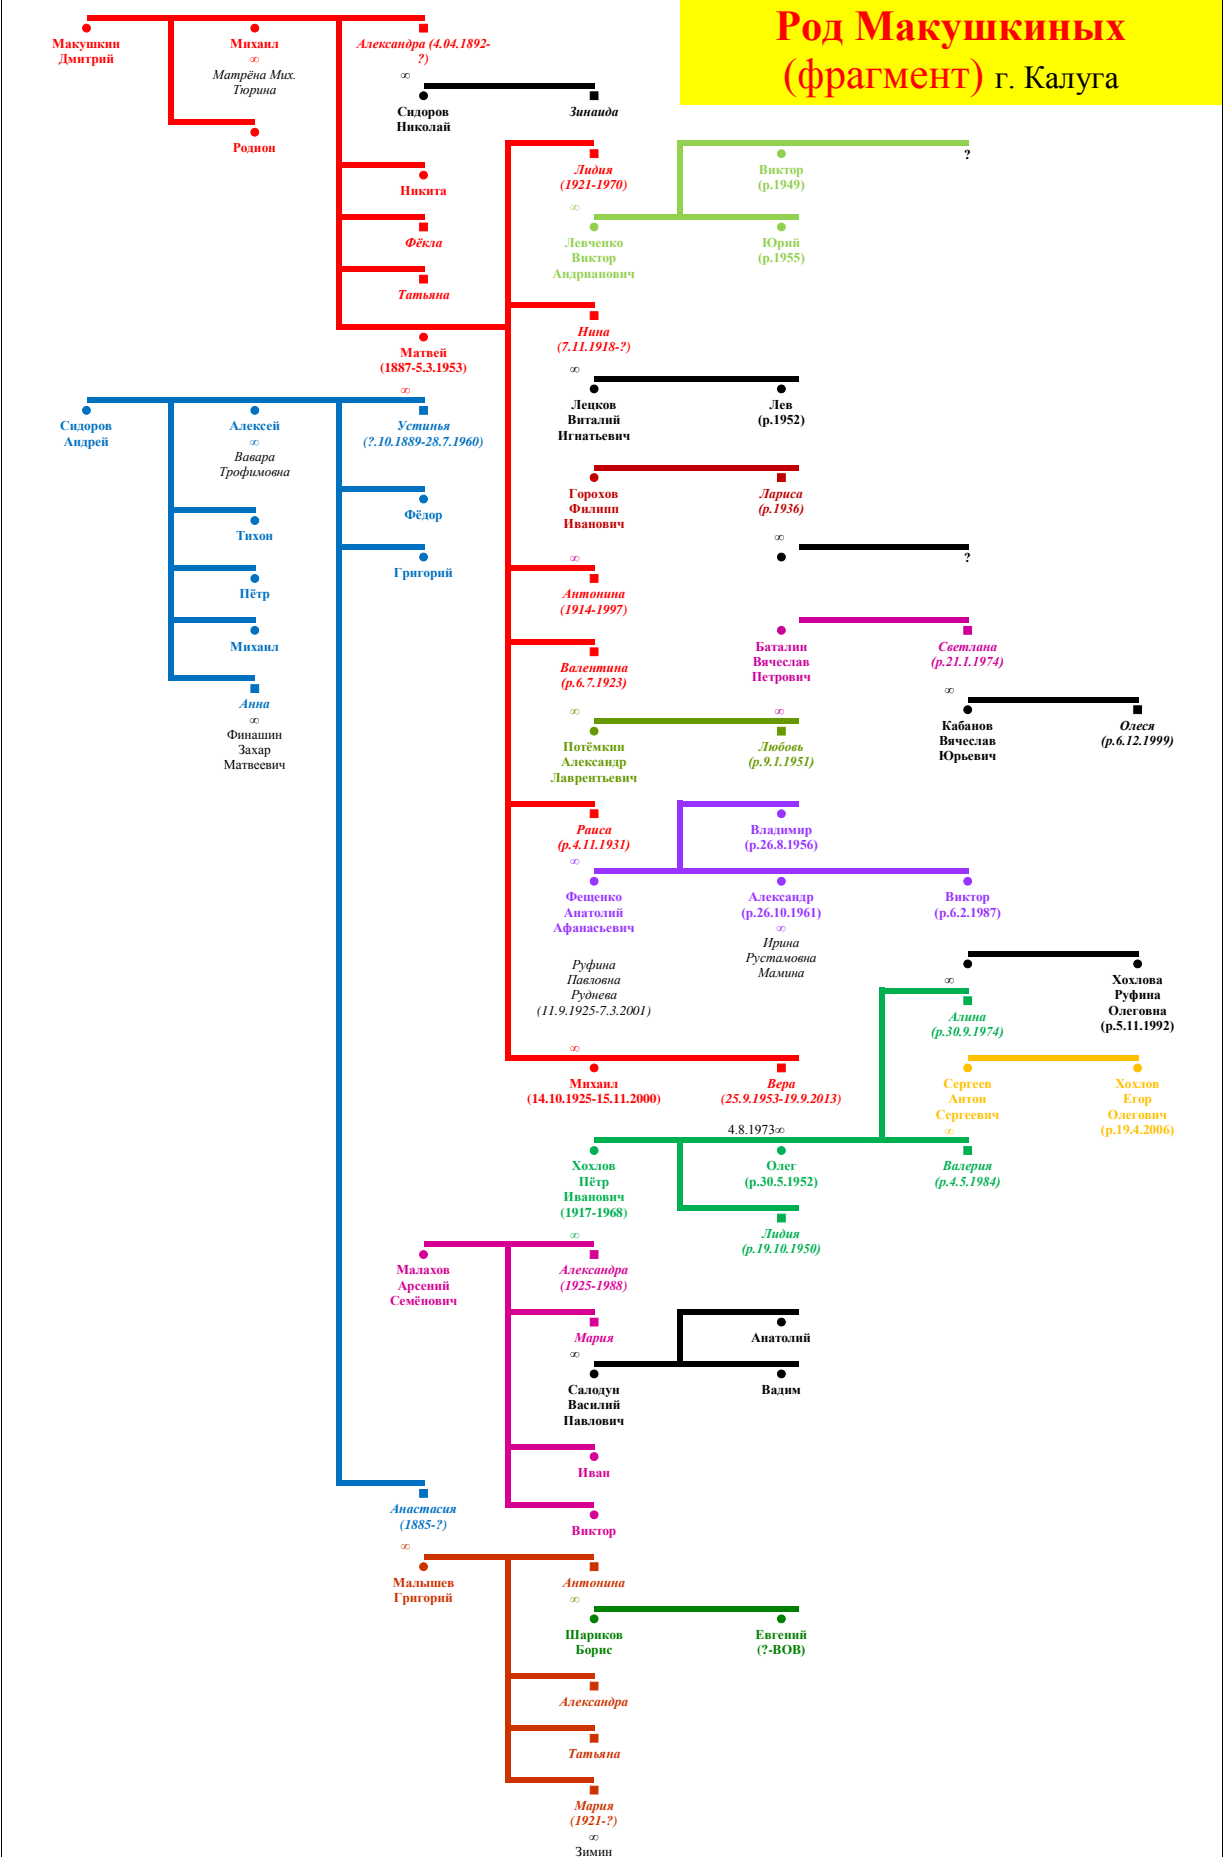 Род Макушкиных
(фрагмент) г. Калуга
Макушкин
Дмитрий
Михаил
∞
Матрёна Мих.
Тюрина
Родион
Александра (4.04.1892-
?)
∞
Сидоров
Николай
Зинаида
Никита
Фёкла
Татьяна
Матвей
(1887-5.3.1953)
∞
Лидия
(1921-1970)
∞
Левченко
Виктор
Андрианович
Виктор
(р.1949)
?
Юрий
(р.1955)
Нина
(7.11.1918-?)
∞
Лецков
Виталий
Игнатьевич
Лев
(р.1952)
Сидоров
Андрей
Алексей
∞
Вавара
Трофимовна
Устинья
(?.10.1889-28.7.1960)
Тихон
Пётр
Михаил
Анна
∞
Финашин
Захар
Матвеевич
Фёдор
Григорий
Горохов
Филипп
Иванович
∞
Лариса
(р.1936)
∞
?
Антонина
(1914-1997)
Валентина
(р.6.7.1923)
∞
Баталин
Вячеслав
Петрович
∞
Светлана
(р.21.1.1974)
∞
Кабанов
Вячеслав
Юрьевич
Олеся
(р.6.12.1999)
Потёмкин
Александр
Лаврентьевич
Любовь
(р.9.1.1951)
Раиса
(р.4.11.1931)
∞
Фещенко
Анатолий
Афанасьевич
Владимир
(р.26.8.1956)
Александр
(р.26.10.1961)
∞
Ирина
Рустамовна
Мамина
Виктор
(р.6.2.1987)
Руфина
Павловна
Руднева
(11.9.1925-7.3.2001)
∞
Михаил
(14.10.1925-15.11.2000)
Вера
(25.9.1953-19.9.2013)
4.8.1973∞
∞
Алина
(р.30.9.1974)
Хохлова
Руфина
Олеговна
(р.5.11.1992)
Сергеев
Антон
Сергеевич
∞
Хохлов
Егор
Олегович
(р.19.4.2006)
Хохлов
Пётр
Иванович
(1917-1968)
∞
Олег
(р.30.5.1952)
Валерия
(р.4.5.1984)
Лидия
(р.19.10.1950)
Малахов
Арсений
Семёнович
Александра
(1925-1988)
Мария
∞
Салодун
Василий
Павлович
Анатолий
Вадим
Иван
Виктор
Анастасия
(1885-?)
∞
Малышев
Григорий
Антонина
∞
Шариков
Борис
Евгений
(?-ВОВ)
Александра
Татьяна
Мария
(1921-?)
∞
Зимин